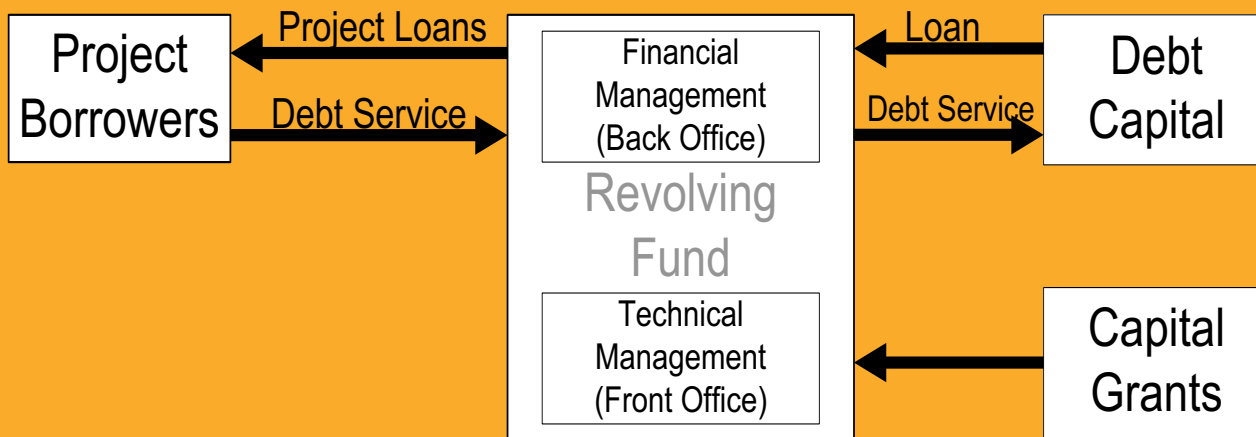 Project
Borrowers
Project Loans
Debt Service
Financial
Management
(Back Office)
Revolving
Fund
Technical
Management
(Front Office)
Loan
Debt Service
Debt
Capital
Capital
Grants